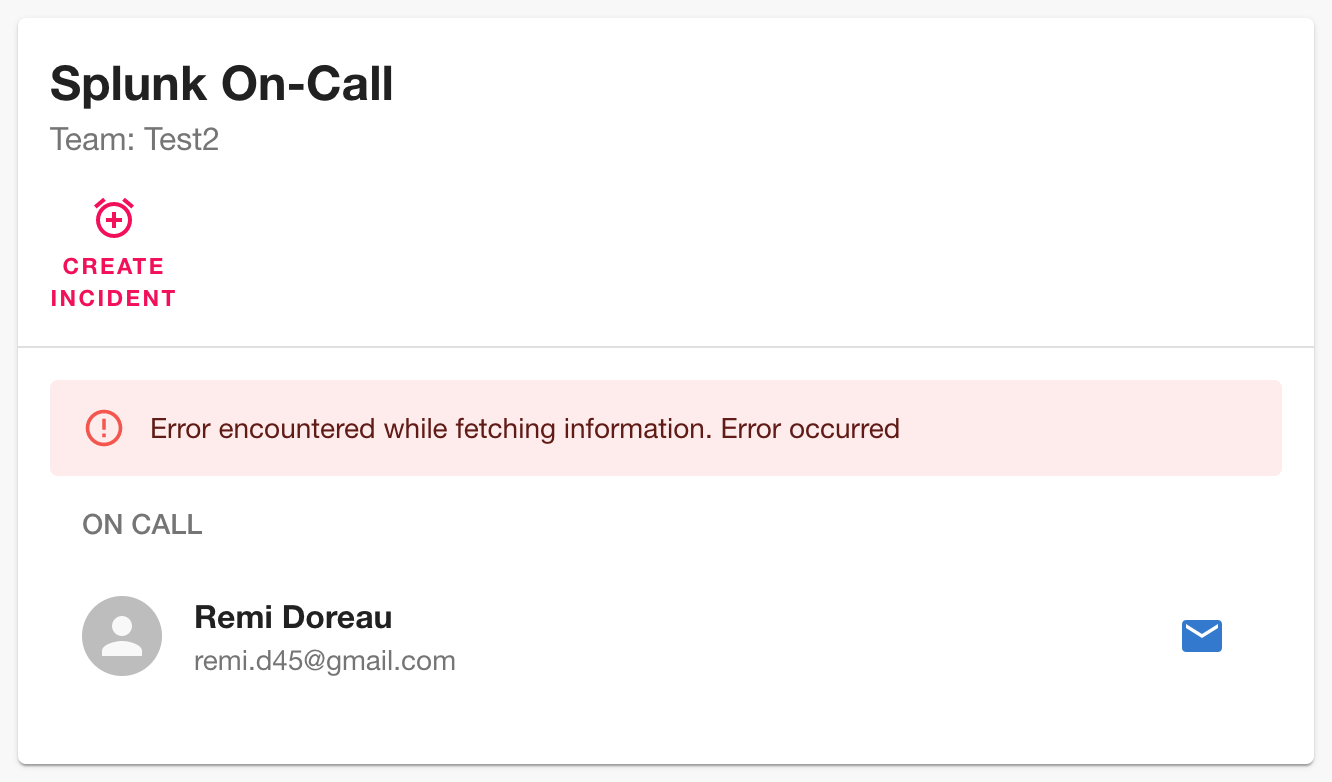 Splunk On-Call
Team: Test2
CREATE
INCIDENT
Error encountered while fetching information. Error occurred
ON CALL
Remi Doreau
remi.d45@gmail.com